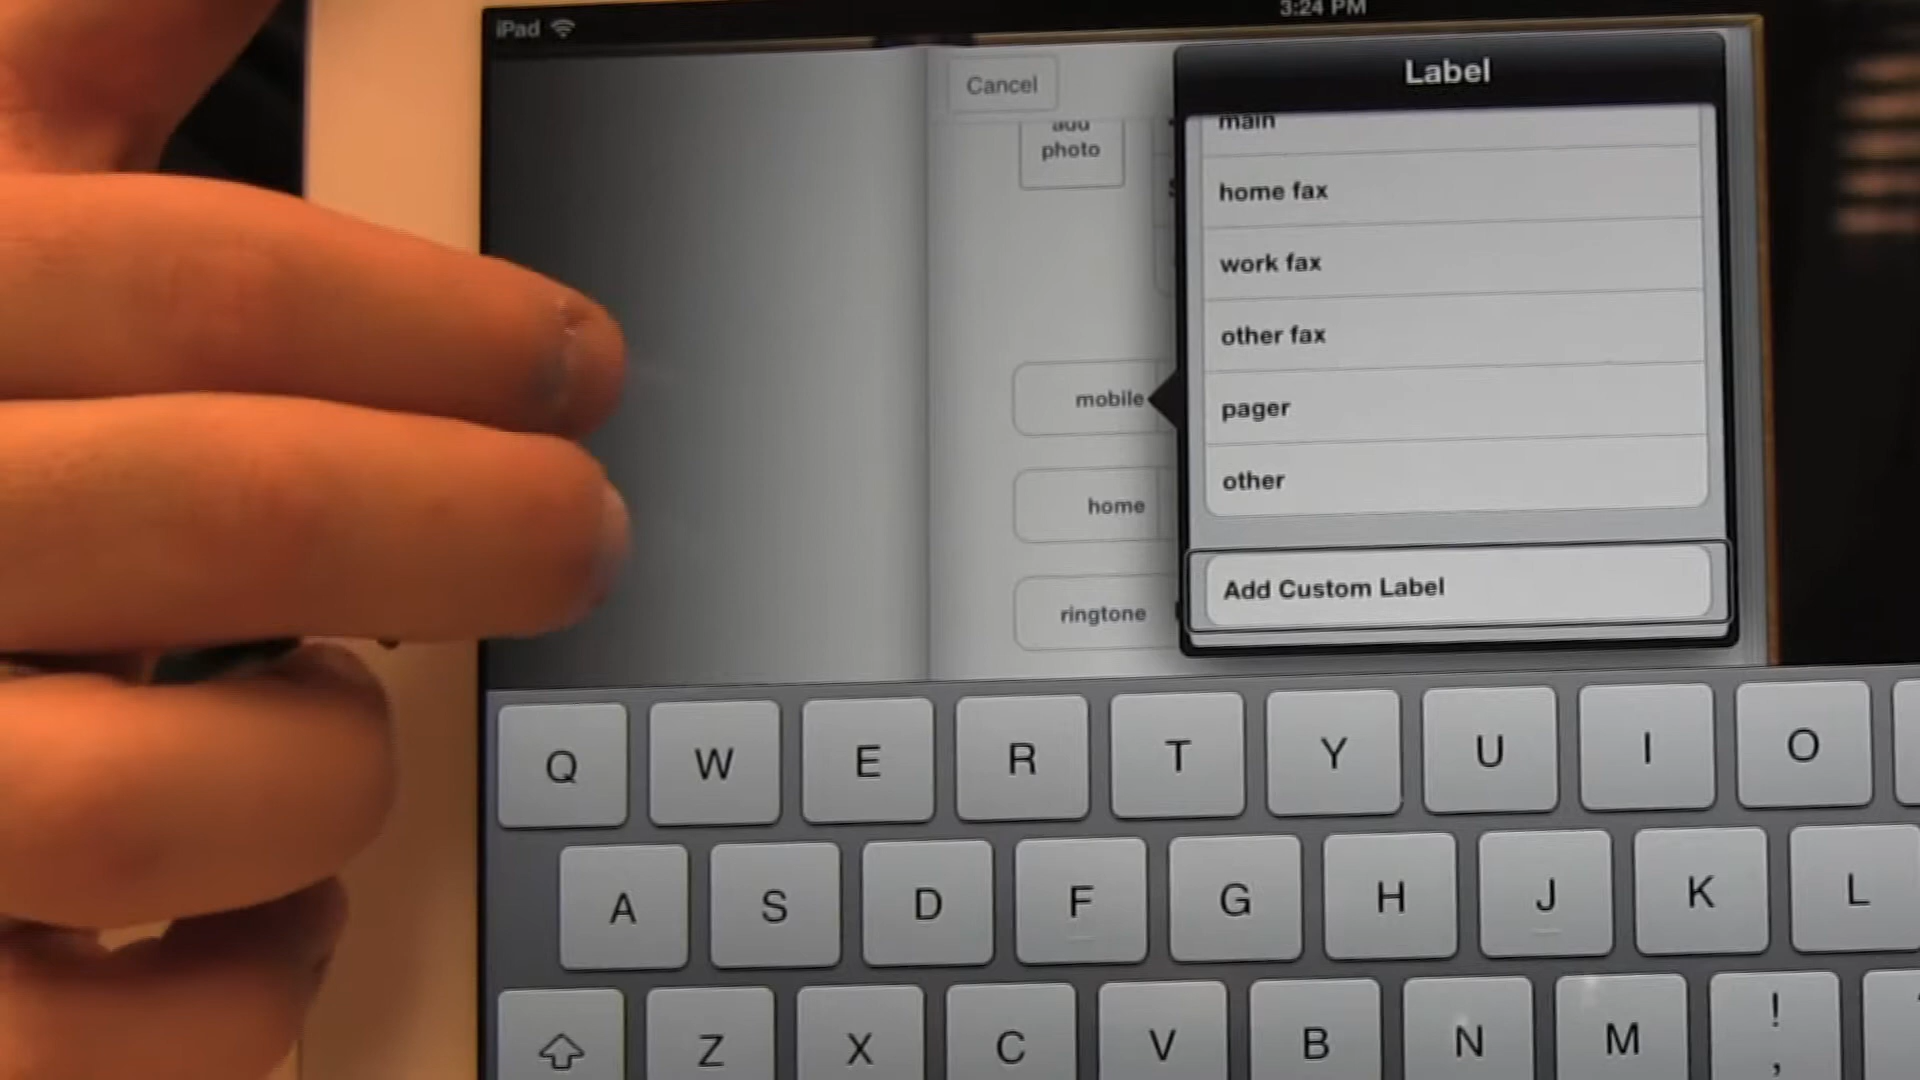 iPad
3:24 PM
Cancel
Label
add
photo
main
home fax
work fax
other fax
mobile
pager
home
other
ringtone
Add Custom Label
Q W E R T Y U I O
A S D F G H J K L
Z X C V B N M !
,